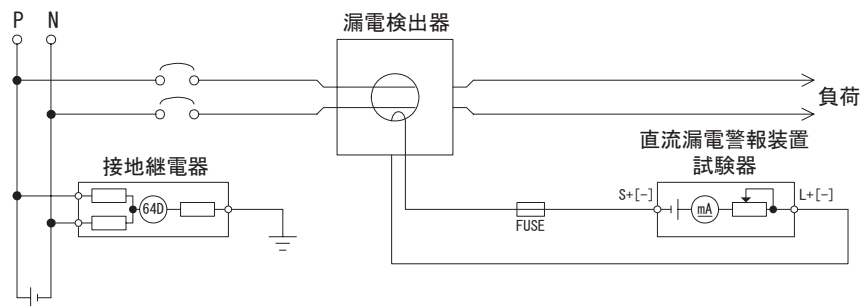 P N
漏電検出器
負荷
直流漏電警報装置
試験器
接地継電器
64D
S+[-]
mA
L+[-]
FUSE